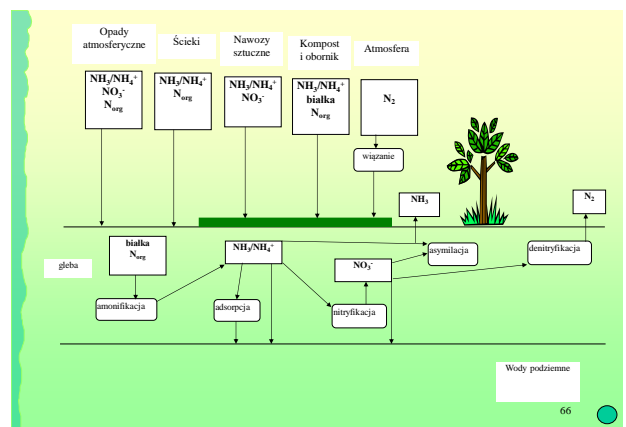 Opady
atmosferyczne
Ścieki
Nawozy
sztuczne
Kompost
i obornik
Atmosfera
NH₃/NH₄⁺
NO₃⁻
Nₒᵣg
NH₃/NH₄⁺
Nₒᵣg
NH₃/NH₄⁺
NO₃⁻
NH₃/NH₄⁺
białka
Nₒᵣg
N₂
wiązanie
NH₃
N₂
białka
Nₒᵣg
NH₃/NH₄⁺
NO₃⁻
asymilacja
denitryfikacja
gleba
amonifikacja
adsorpcja
nitryfikacja
Wody podziemne
66